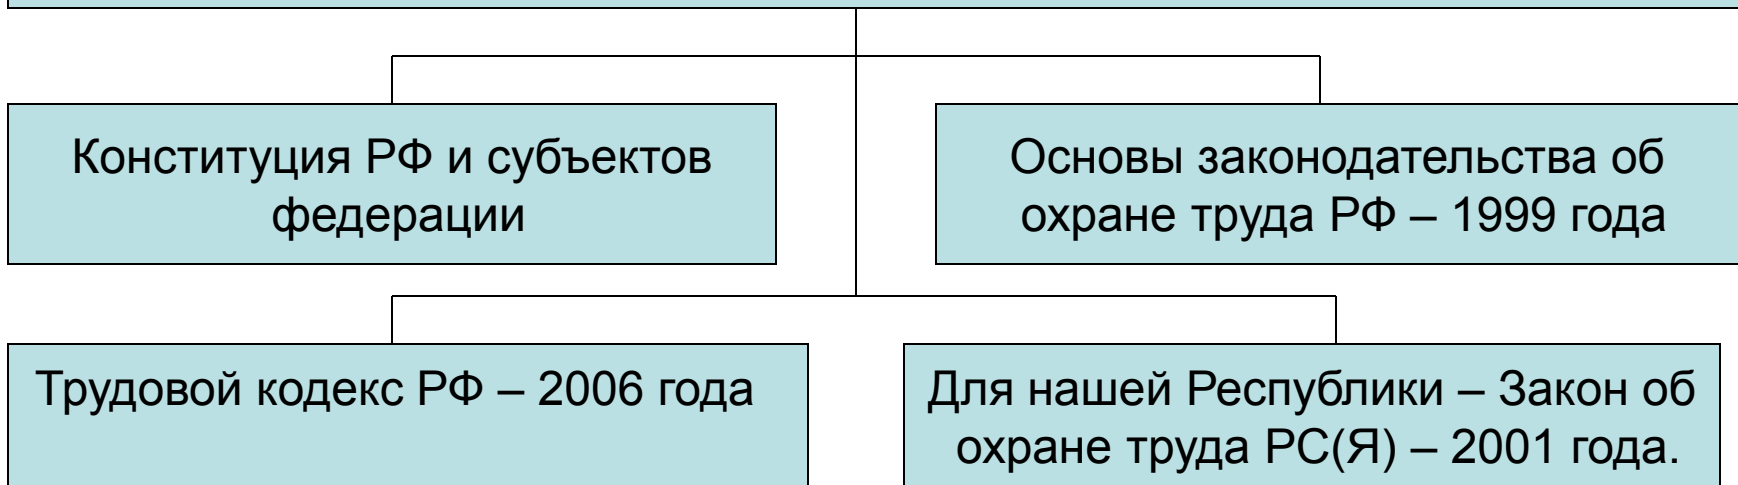 Конституция РФ и субъектов
федерации
Основы законодательства об
охране труда РФ – 1999 года
Трудовой кодекс РФ – 2006 года
Для нашей Республики – Закон об
охране труда РС(Я) – 2001 года.